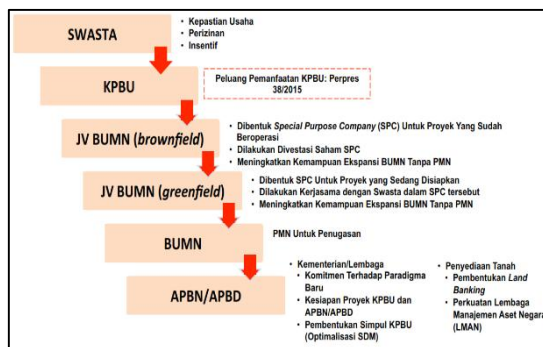 SWASTA
• Kepastian Usaha
• Perizinan
• Insentif
KPBU
Peluang Pemanfaatan KPBU: Perpres
38/2015
JV BUMN (brownfield)
• Dibentuk Special Purpose Company (SPC) Untuk Proyek Yang Sudah
Beroperasi
• Dilakukan Divestasi Saham SPC
• Meningkatkan Kemampuan Ekspansi BUMN Tanpa PMN
JV BUMN (greenfield)
• Dibentuk SPC Untuk Proyek yang Sedang Disiapkan
• Dilakukan Kerjasama dengan Swasta dalam SPC tersebut
• Meningkatkan Kemampuan Ekspansi BUMN Tanpa PMN
BUMN
PMN Untuk Penugasan
APBN/APBD
• Kementerian/Lembaga
• Komitmen Terhadap Paradigma
Baru
• Kesiapan Proyek KPBU dan
APBN/APBD
• Pembentukan Simpul KPBU
(Optimalisasi SDM)
• Penyediaan Tanah
• Pembentukan Land
Banking
• Perkuatan Lembaga
Manajemen Aset Negara
(LMAN)